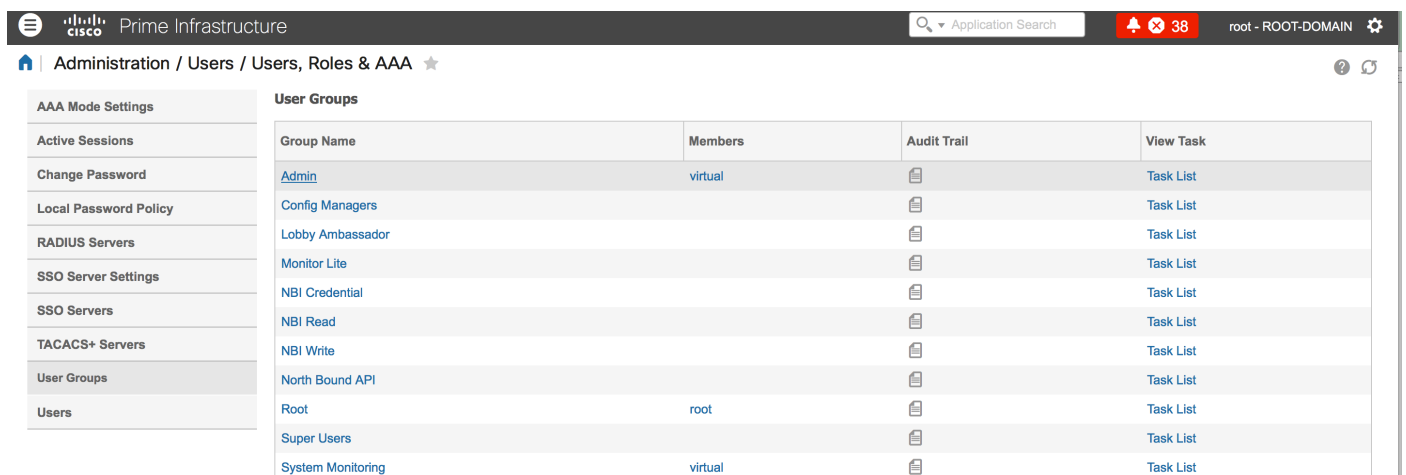 cisco Prime Infrastructure
Application Search
38
root - ROOT-DOMAIN
Administration / Users / Users, Roles & AAA
AAA Mode Settings
Active Sessions
Change Password
Local Password Policy
RADIUS Servers
SSO Server Settings
SSO Servers
TACACS+ Servers
User Groups
Users
User Groups
Group Name Members Audit Trail View Task
Admin virtual Task List
Config Managers Task List
Lobby Ambassador Task List
Monitor Lite Task List
NBI Credential Task List
NBI Read Task List
NBI Write Task List
North Bound API Task List
Root root Task List
Super Users Task List
System Monitoring virtual Task List